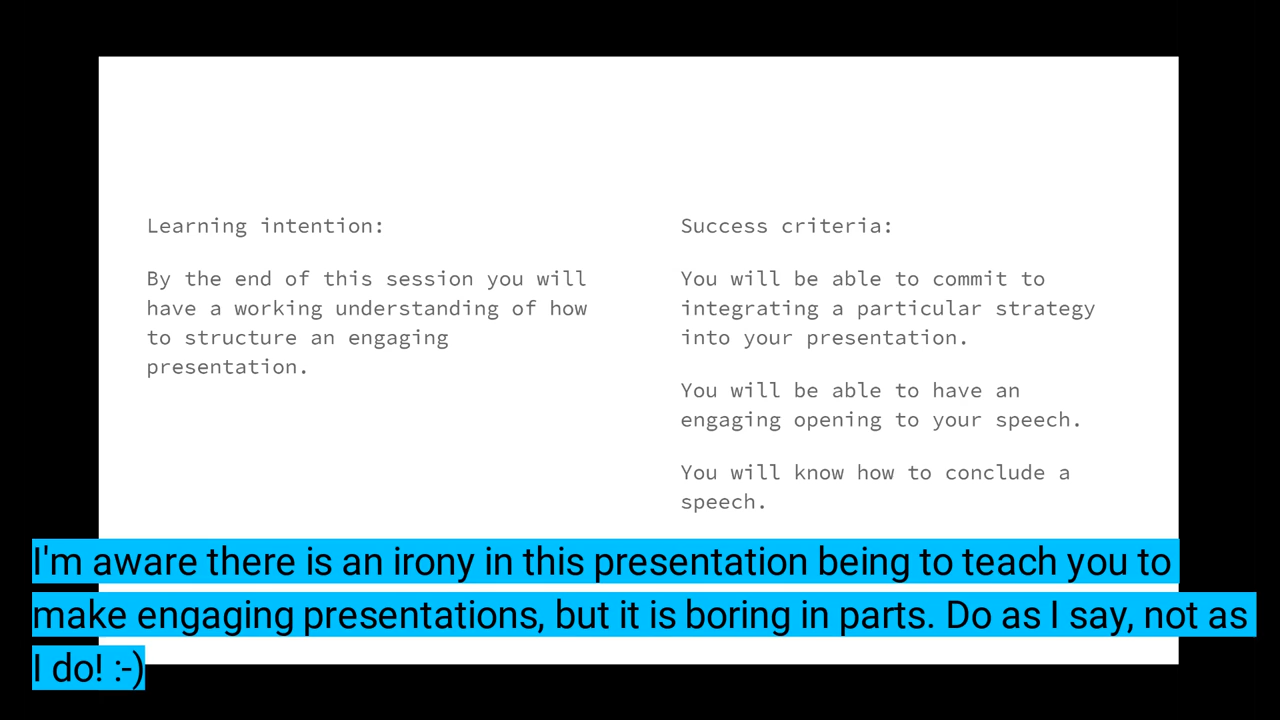 Learning intention:
By the end of this session you will
have a working understanding of how
to structure an engaging
presentation.
Success criteria:
You will be able to commit to
integrating a particular strategy
into your presentation.
You will be able to have an
engaging opening to your speech.
You will know how to conclude a
speech.
I'm aware there is an irony in this presentation being to teach you to
make engaging presentations, but it is boring in parts. Do as I say, not as
I do! :-)